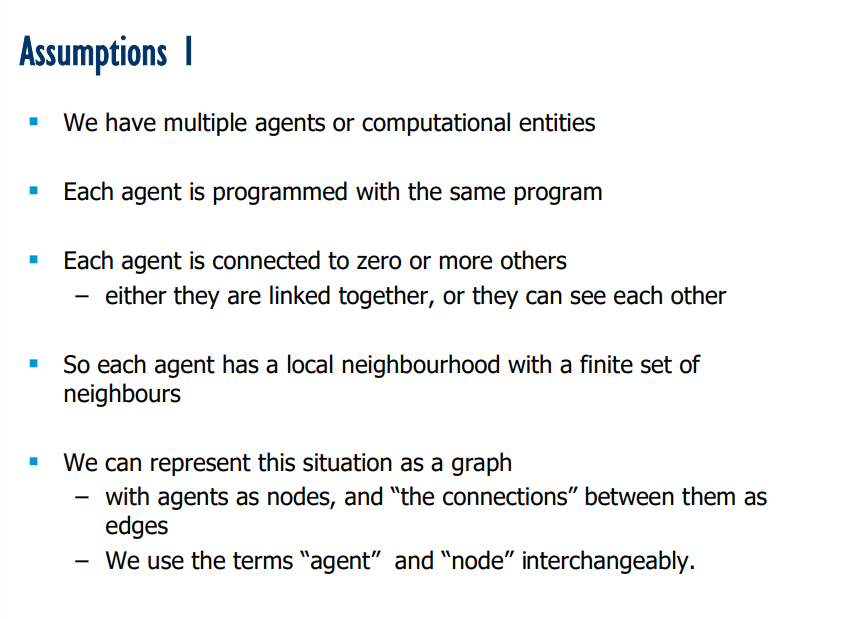 Assumptions I
▪ We have multiple agents or computational entities
▪ Each agent is programmed with the same program
▪ Each agent is connected to zero or more others
– either they are linked together, or they can see each other
▪ So each agent has a local neighbourhood with a finite set of
neighbours
▪ We can represent this situation as a graph
– with agents as nodes, and “the connections” between them as
edges
– We use the terms “agent” and “node” interchangeably.